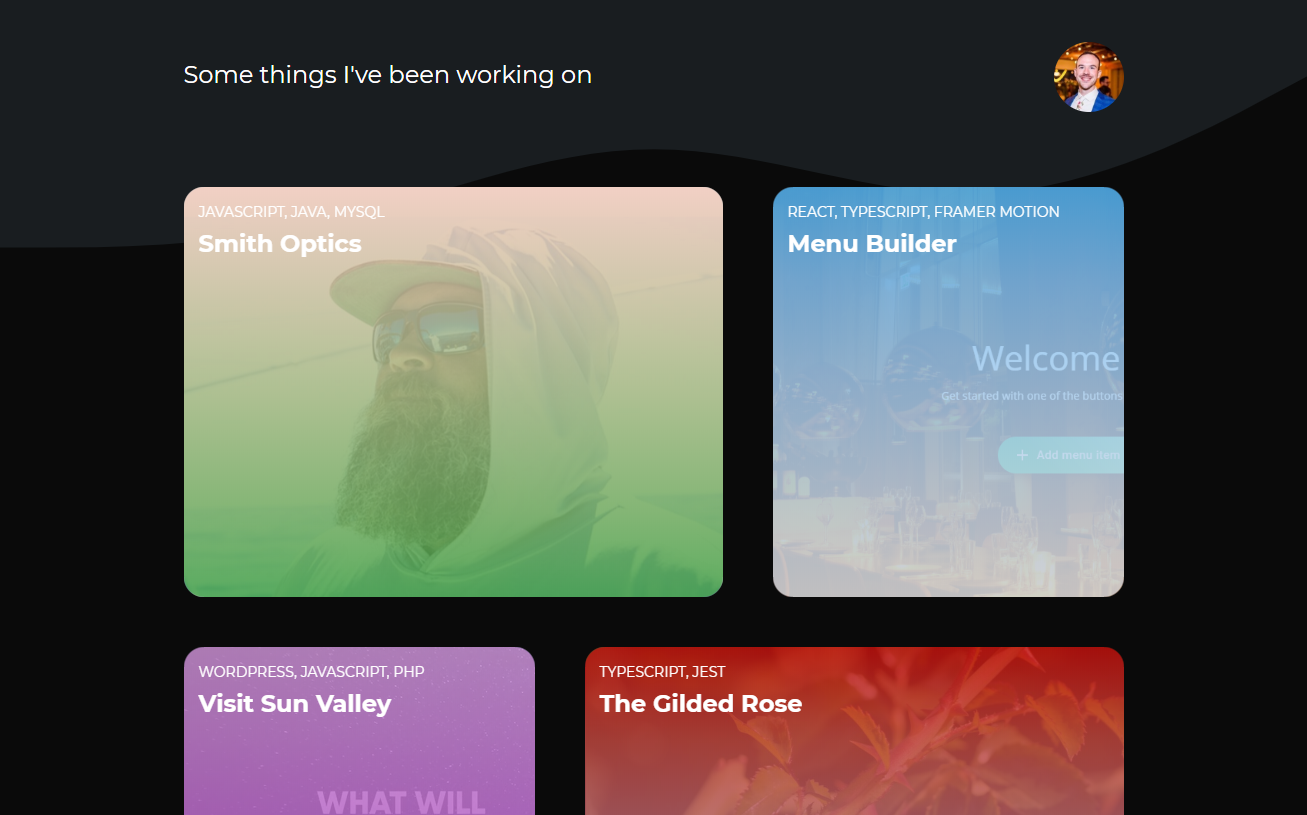 Some things I've been working on
JAVASCRIPT, JAVA, MYSQL
Smith Optics
REACT, TYPESCRIPT, FRAMER MOTION
Menu Builder
Welcome
Get started with one of the buttons
+ Add menu item
WORDPRESS, JAVASCRIPT, PHP
Visit Sun Valley
WHAT WILL
TYPESCRIPT, JEST
The Gilded Rose